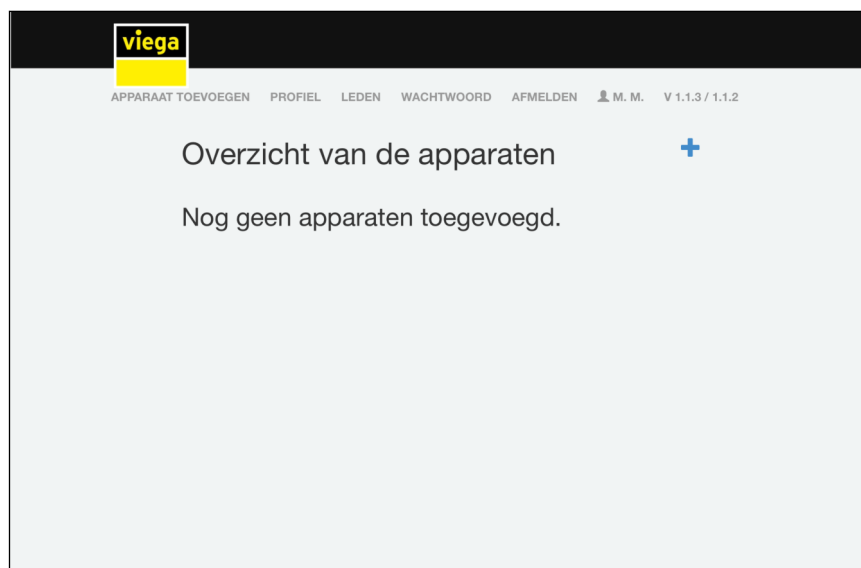 viega
APPARAAT TOEVOEGEN PROFIEL LEDEN WACHTWOORD AFMELDEN M. M. V 1.1.3 / 1.1.2
Overzicht van de apparaten
Nog geen apparaten toegevoegd.